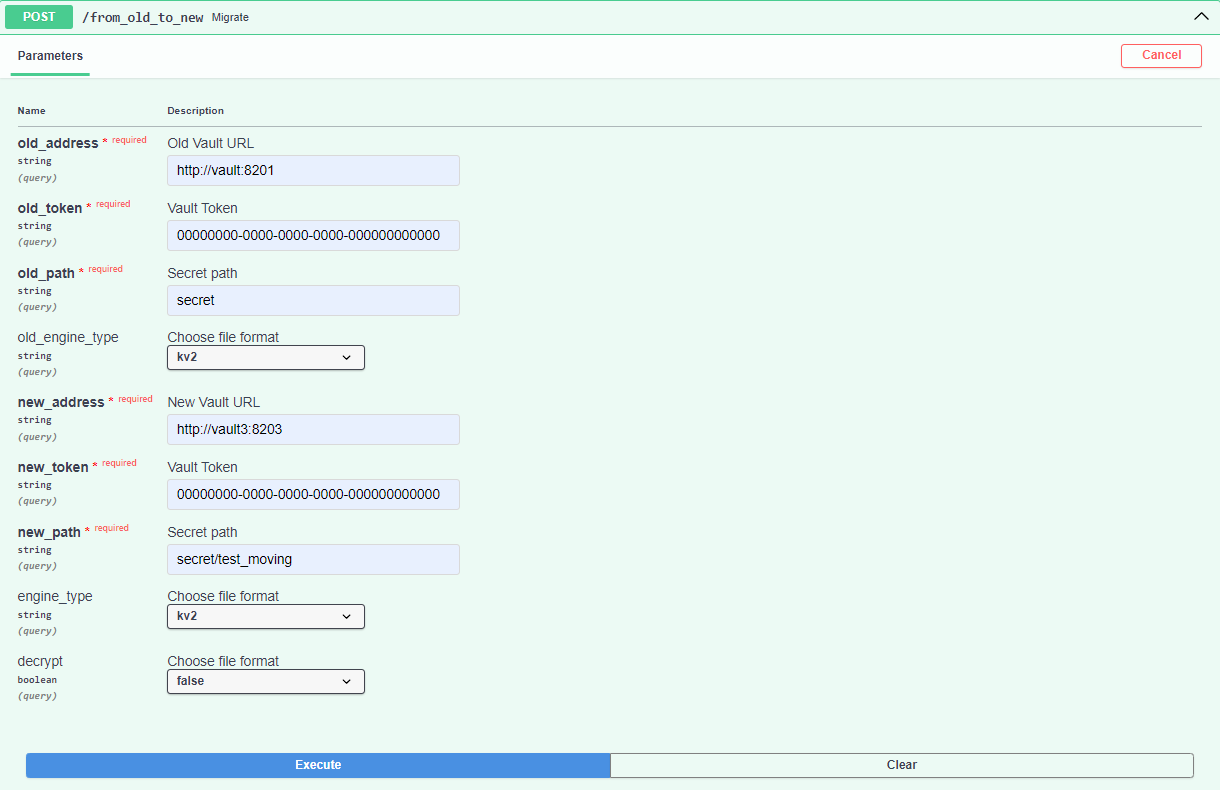 POST /from_old_to_new Migrate
Parameters
Cancel
Name Description
old_address * required Old Vault URL
string http://vault:8201
(query)
old_token * required Vault Token
string 00000000-0000-0000-0000-000000000000
(query)
old_path * required Secret path
string secret
(query)
old_engine_type Choose file format
string kv2
(query)
new_address * required New Vault URL
string http://vault3:8203
(query)
new_token * required Vault Token
string 00000000-0000-0000-0000-000000000000
(query)
new_path * required Secret path
string secret/test_moving
(query)
engine_type Choose file format
string kv2
(query)
decrypt Choose file format
boolean false
(query)
Execute Clear